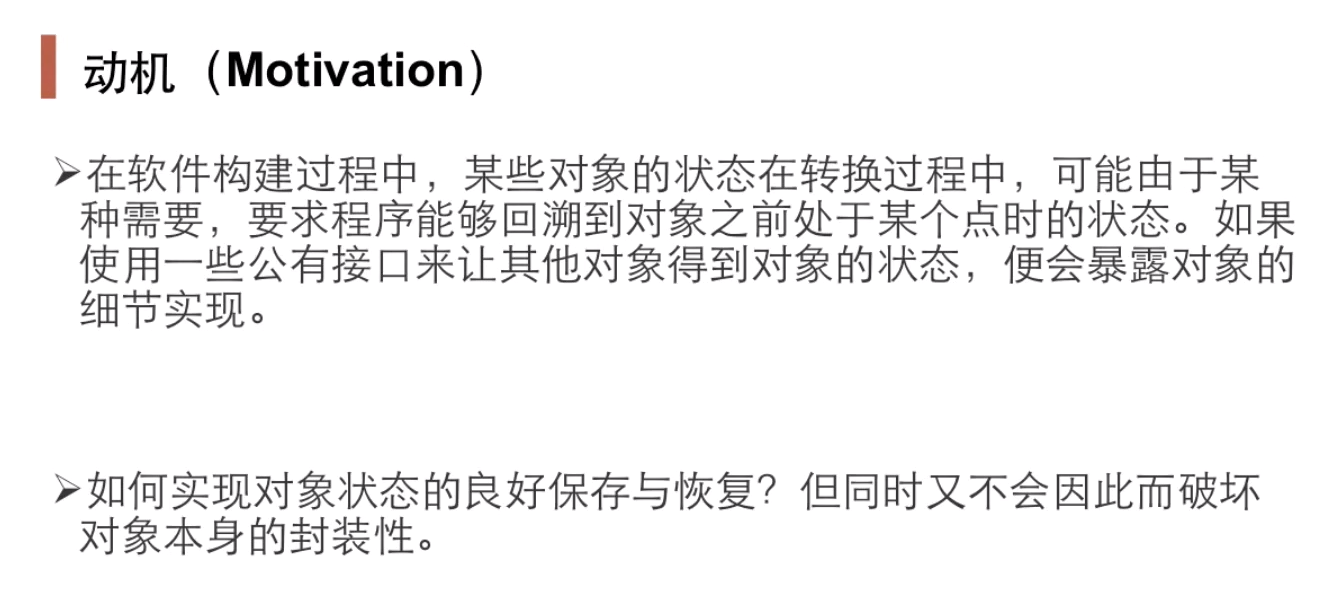 动机（Motivation）
➢在软件构建过程中，某些对象的状态在转换过程中，可能由于某
种需要，要求程序能够回溯到对象之前处于某个点时的状态。如果
使用一些公有接口来让其他对象得到对象的状态，便会暴露对象的
细节实现。
➢如何实现对象状态的良好保存与恢复？但同时又不会因此而破坏
对象本身的封装性。